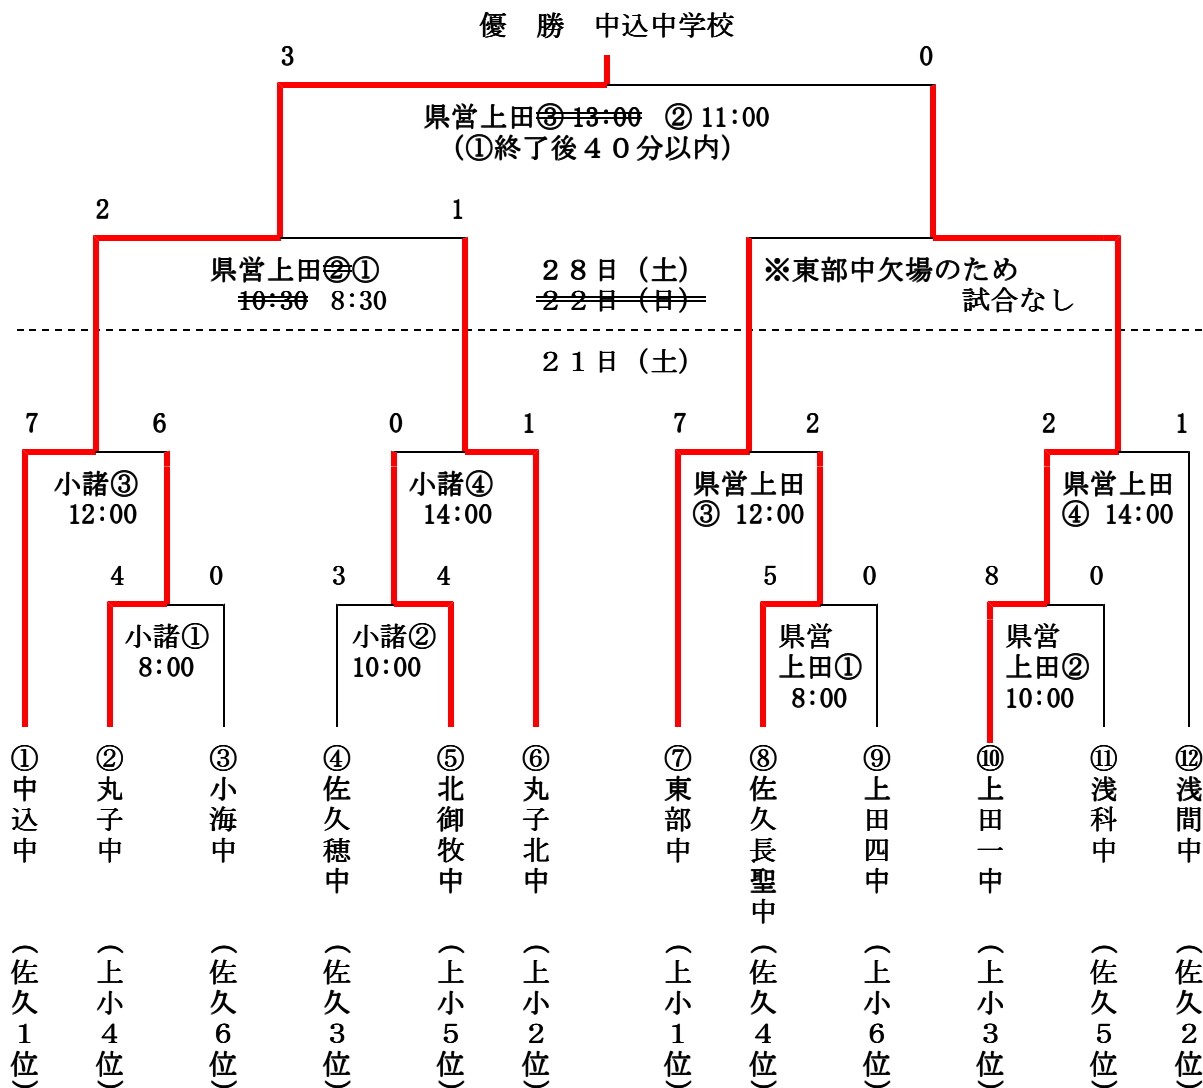 優　勝　中込中学校
3
0
県営上田③ 13:00　② 11:00
（①終了後４０分以内）
2
1
県営上田②①
10:30　8:30
２８日（土）
２２日（日）
※東部中欠場のため
試合なし
２１日（土）
7
6
0
1
7
2
2
1
小諸③
12:00
小諸④
14:00
県営上田
③ 12:00
県営上田
④ 14:00
4
0
3
4
5
0
8
0
小諸①
8:00
小諸②
10:00
県営
上田①
8:00
県営
上田②
10:00
①中込中　（佐久１位）
②丸子中　（上小４位）
③小海中　（佐久６位）
④佐久穂中　（佐久３位）
⑤北御牧中　（上小５位）
⑥丸子北中　（上小２位）
⑦東部中　（上小１位）
⑧佐久長聖中　（佐久４位）
⑨上田四中　（上小６位）
⑩上田一中　（上小３位）
⑪浅科中　（佐久５位）
⑫浅間中　（佐久２位）